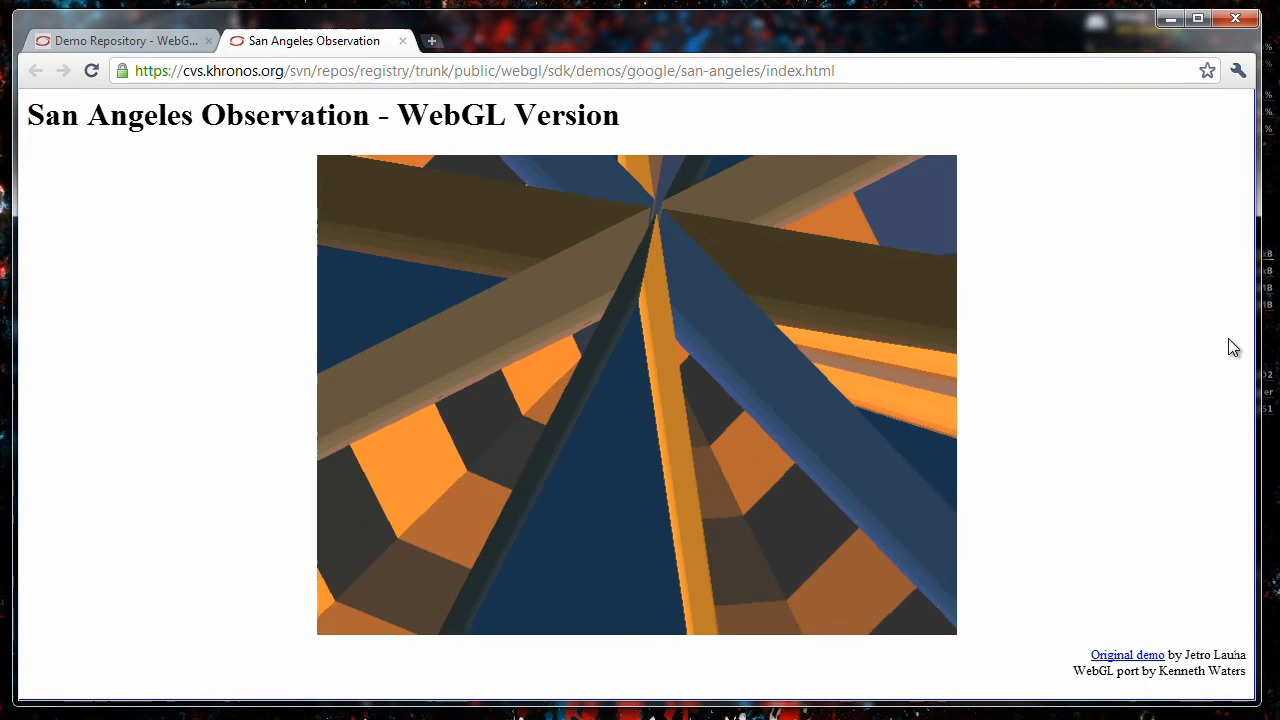 Demo Repository - WebG...
San Angeles Observation
https://cvs.khronos.org/svn/repos/registry/trunk/public/webgl/sdk/demos/google/san-angeles/index.html
San Angeles Observation - WebGL Version
Original demo by Jetro Lauha
WebGL port by Kenneth Waters